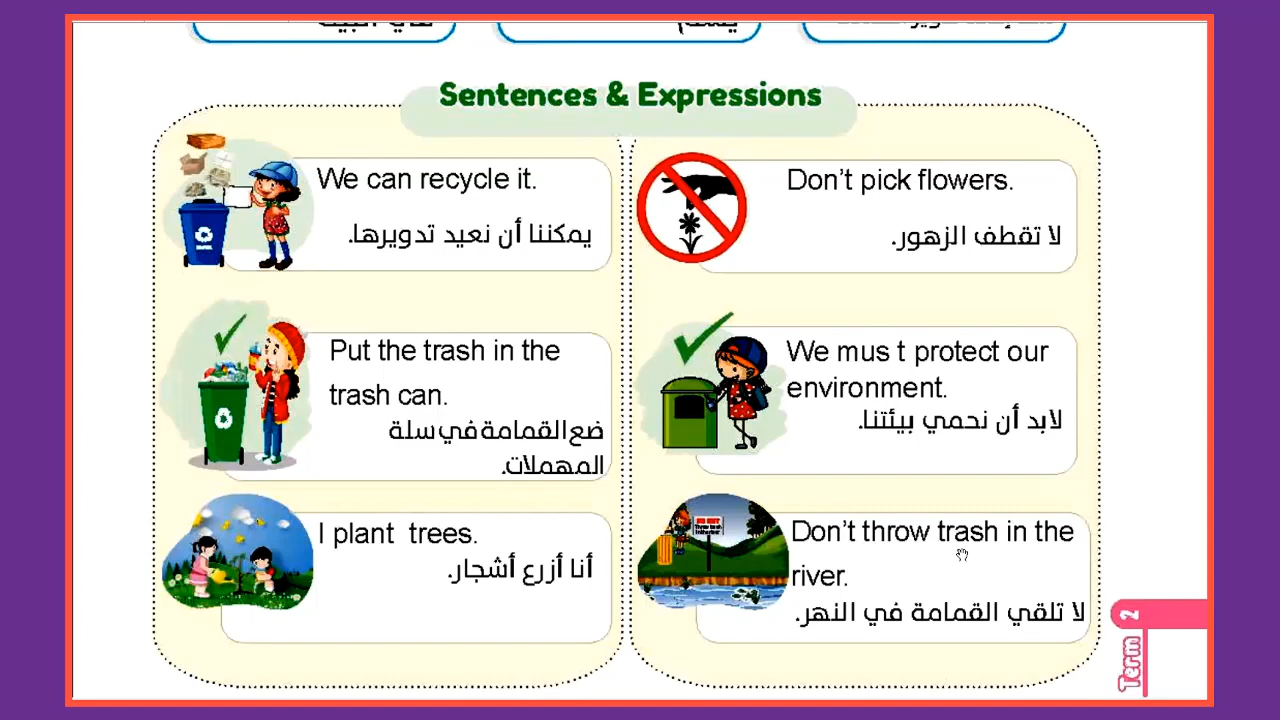 Sentences & Expressions
We can recycle it.
يمكننا أن نعيد تدويرها.
Put the trash in the
trash can.
ضع القمامة في سلة
المهملات.
I plant trees.
أنا أزرع أشجار.
Don't pick flowers.
لا تقطف الزهور.
We mus t protect our
environment.
لابد أن نحمي بيئتنا.
Don't throw trash in the
river.
لا تلقي القمامة في النهر.
Term 2